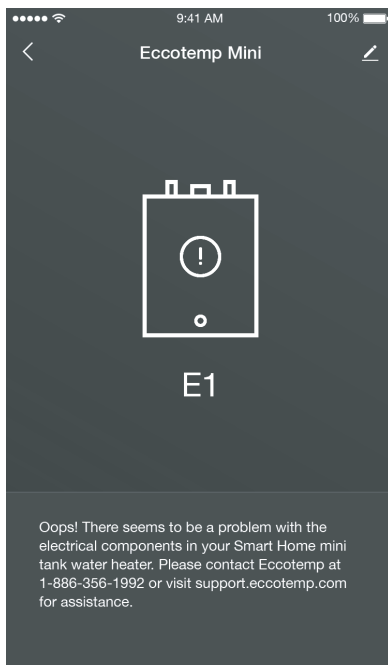 9:41 AM
100%
Eccotemp Mini
!
E1
Oops! There seems to be a problem with the
electrical components in your Smart Home mini
tank water heater. Please contact Eccotemp at
1-886-356-1992 or visit support.eccotemp.com
for assistance.